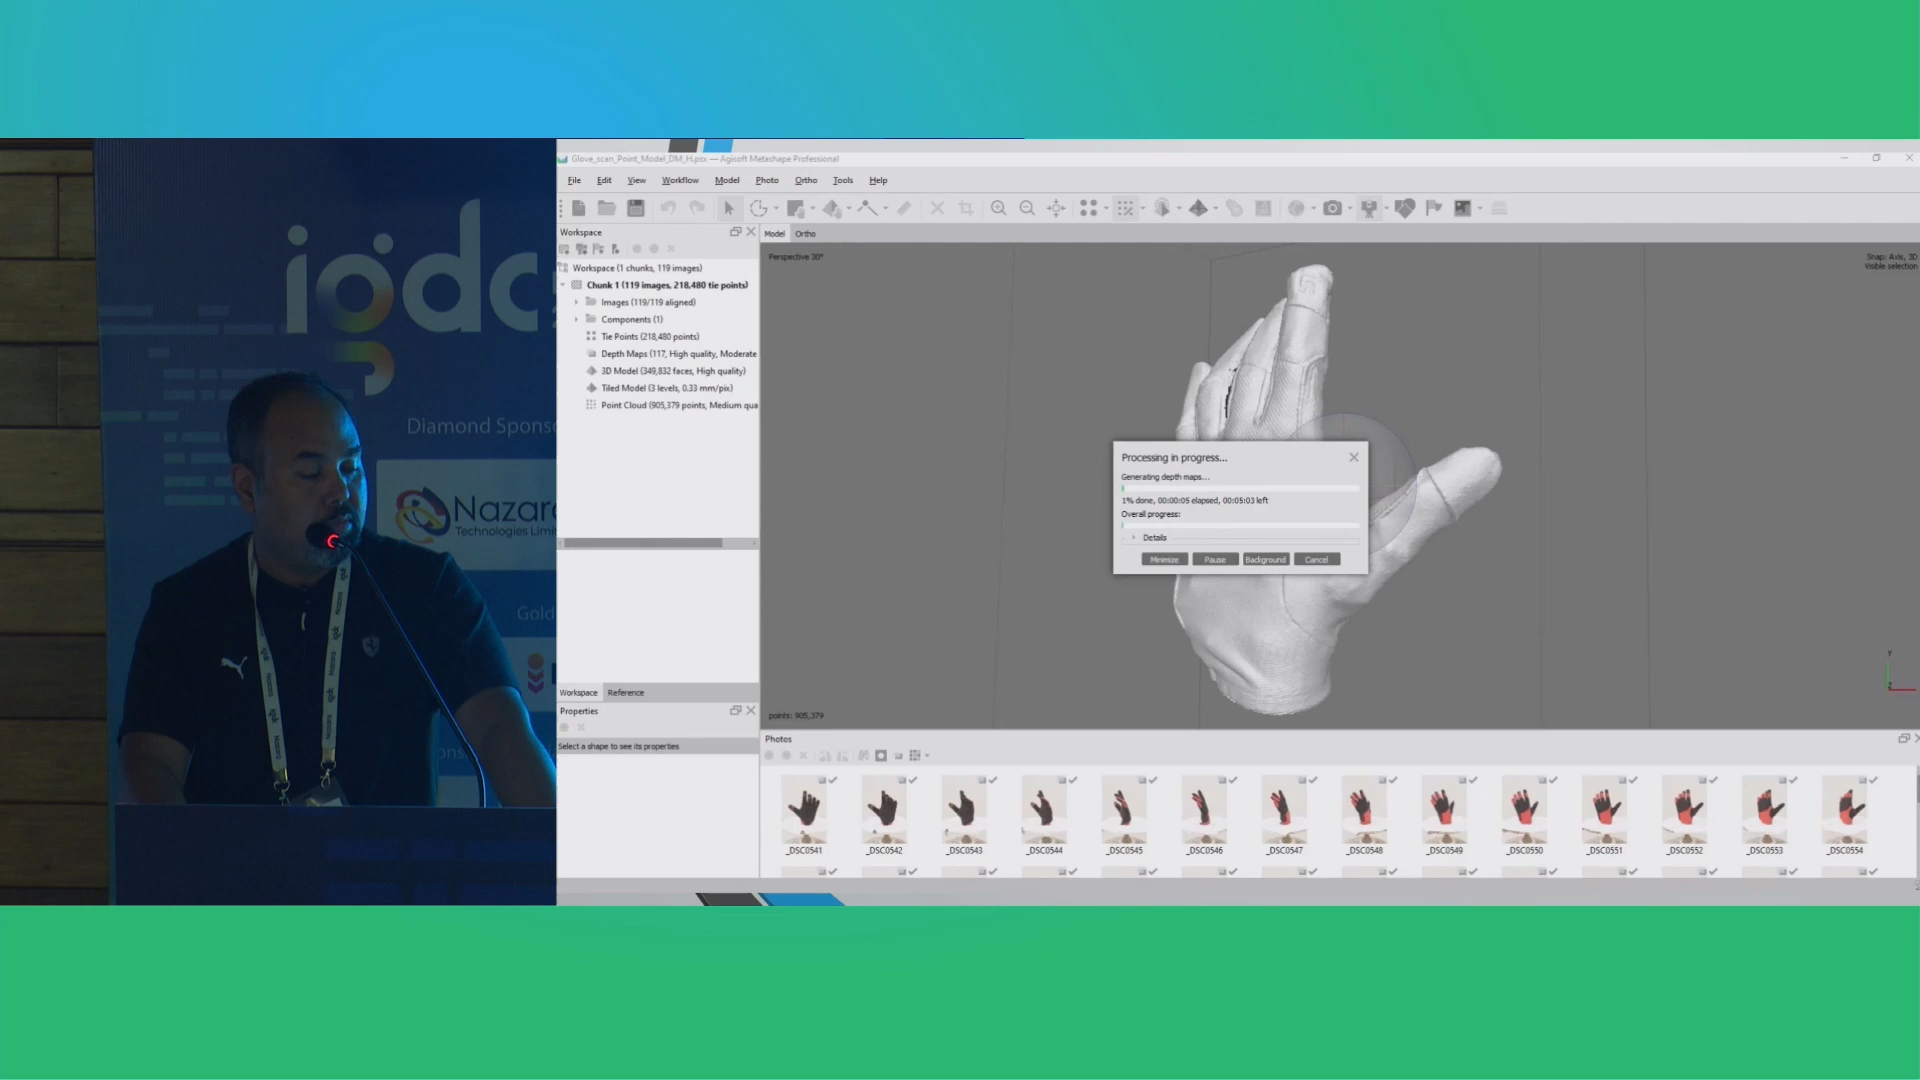 igdc
Diamond Sponso
Nazara
Technologies Limi
Gold
Glove_scan_Point_Model_DM_H.psx — Agisoft Metashape Professional
File Edit View Workflow Model Photo Ortho Tools Help
Workspace
Workspace (1 chunks, 119 images)
Chunk 1 (119 images, 218,480 tie points)
Images (119/119 aligned)
Components (1)
Tie Points (218,480 points)
Depth Maps (117, High quality, Moderate
3D Model (349,832 faces, High quality)
Tiled Model (3 levels, 0.33 mm/pix)
Point Cloud (905,379 points, Medium qua
Workspace Reference
Properties
Select a shape to see its properties
Model Ortho
Perspective 30°
Snap: Axis, 3D
Visible selection
Processing in progress...
Generating depth maps...
1% done, 00:00:05 elapsed, 00:05:03 left
Overall progress:
Details
Minimize Pause Background Cancel
Y
points: 905,379
Photos
_DSC0541 _DSC0542 _DSC0543 _DSC0544 _DSC0545 _DSC0546 _DSC0547 _DSC0548 _DSC0549 _DSC0550 _DSC0551 _DSC0552 _DSC0553 _DSC0554